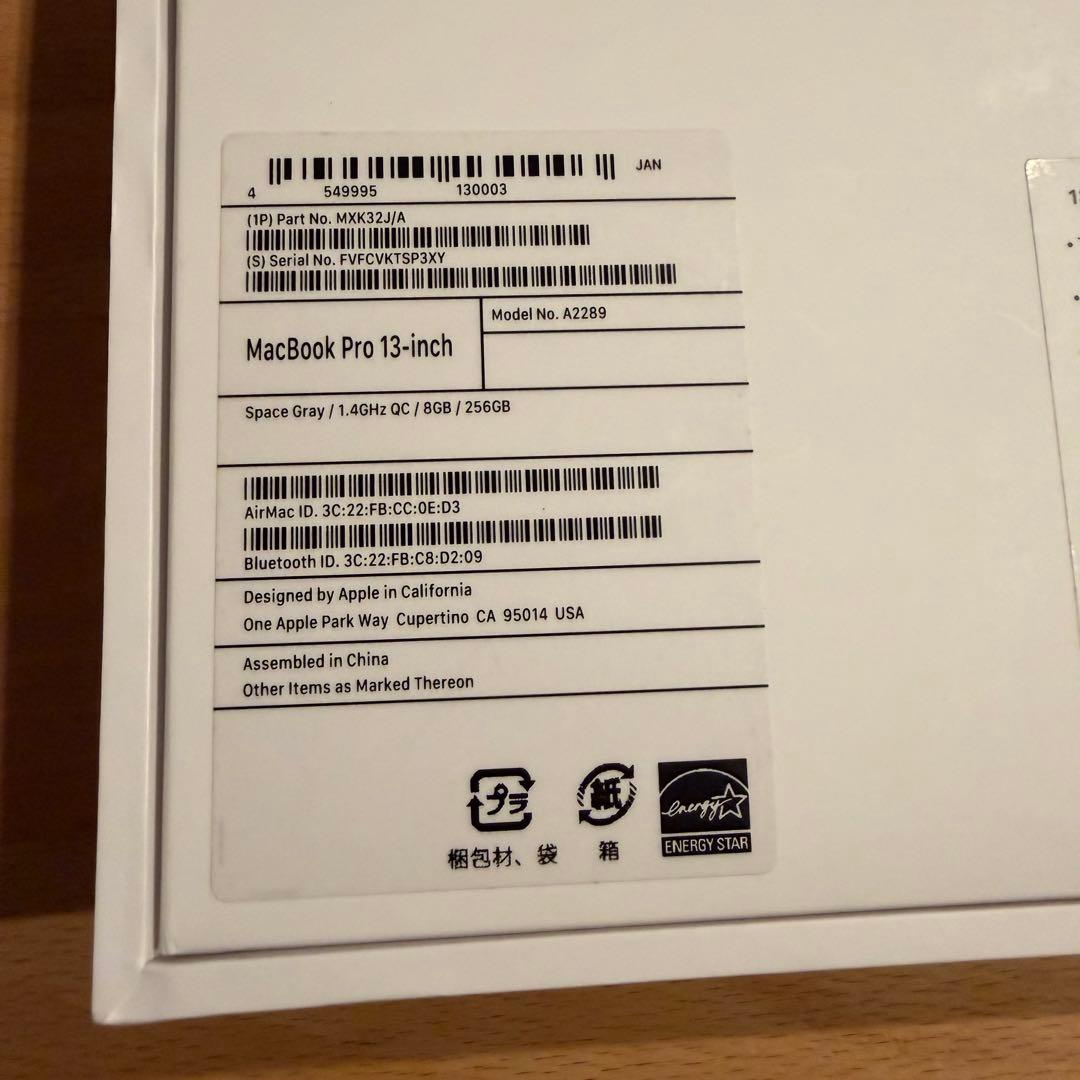 JAN
4 549995 130003
(1P) Part No. MXK32J/A
(S) Serial No. FVFCVKTSP3XY
MacBook Pro 13-inch
Model No. A2289
Space Gray / 1.4GHz QC / 8GB / 256GB
AirMac ID. 3C:22:FB:CC:0E:D3
Bluetooth ID. 3C:22:FB:C8:D2:09
Designed by Apple in California
One Apple Park Way Cupertino CA 95014 USA
Assembled in China
Other Items as Marked Thereon
プラ
紙
energy
ENERGY STAR
梱包材、袋
箱